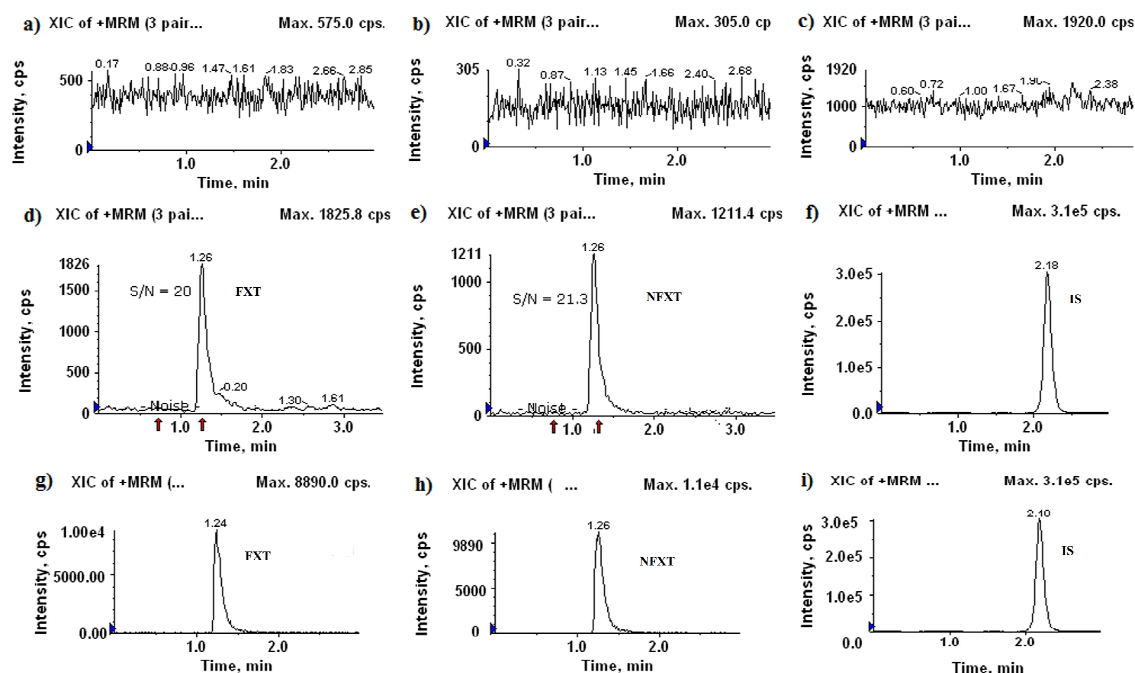 a) XIC of +MRM (3 pair... Max. 575.0 cps
Intensity, cps
500
0
0.17 0.88 0.96 1.47 1.61 1.83 2.66 2.85
1.0 2.0
Time, min
b) XIC of +MRM (3 pair... Max. 305.0 cp
Intensity, cps
305
200
0
0.32 0.87 1.13 1.45 1.66 2.40 2.68
1.0 2.0
Time, min
c) XIC of +MRM (3 pai... Max. 1920.0 cps
Intensity, cps
1920
1000
0
0.60 0.72 1.00 1.67 2.38
1.0 2.0
Time, min
d) XIC of +MRM (3 pai... Max. 1825.8 cps
Intensity, cps
1826
1500
1000
500
0
1.26
S/N = 20 FXT
Noise
0.20 1.30 1.61
1.0 2.0 3.0
Time, min
e) XIC of +MRM (3 pai... Max. 1211.4 cps
Intensity, cps
1211
1000
500
0
1.26
S/N = 21.3 NFXT
- Noise -
1.0 2.0 3.0
Time, min
f) XIC of +MRM ... Max. 3.1e5 cps.
Intensity, cps
3.0e5
2.0e5
1.0e5
0.0
2.18
IS
1.0 2.0
Time, min
g) XIC of +MRM (... Max. 8890.0 cps.
Intensity, cps
1.00e4
5000.00
0.00
1.24
FXT
1.0 2.0
Time, min
h) XIC of +MRM ( ... Max. 1.1e4 cps.
Intensity, cps
9890
5000
0
1.26
NFXT
1.0 2.0
Time, min
i) XIC of +MRM ... Max. 3.1e5 cps.
Intensity, cps
3.0e5
2.0e5
1.0e5
0.0
2.10
IS
1.0 2.0
Time, min